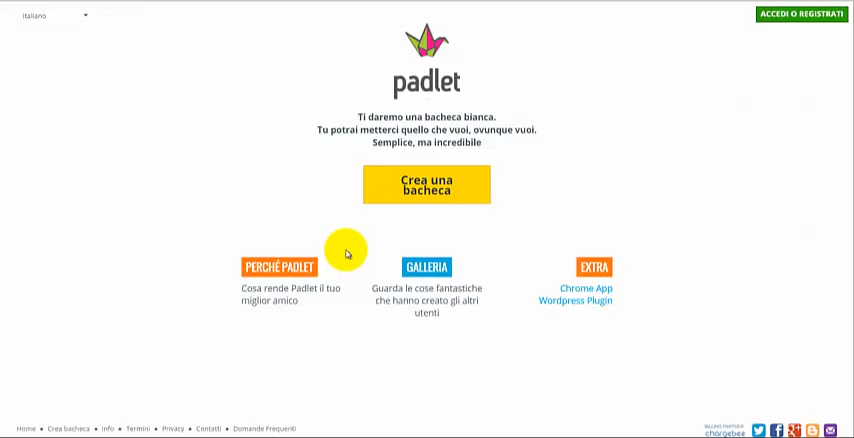 Italiano
ACCEDI O REGISTRATI
padlet
Ti daremo una bacheca bianca.
Tu potrai metterci quello che vuoi, ovunque vuoi.
Semplice, ma incredibile
Crea una
bacheca
PERCHÉ PADLET
Cosa rende Padlet il tuo
miglior amico
GALLERIA
Guarda le cose fantastiche
che hanno creato gli altri
utenti
EXTRA
Chrome App
Wordpress Plugin
Home • Crea bacheca • Info • Termini • Privacy • Contatti • Domande Frequenti
BILLING PARTNER
chargebee